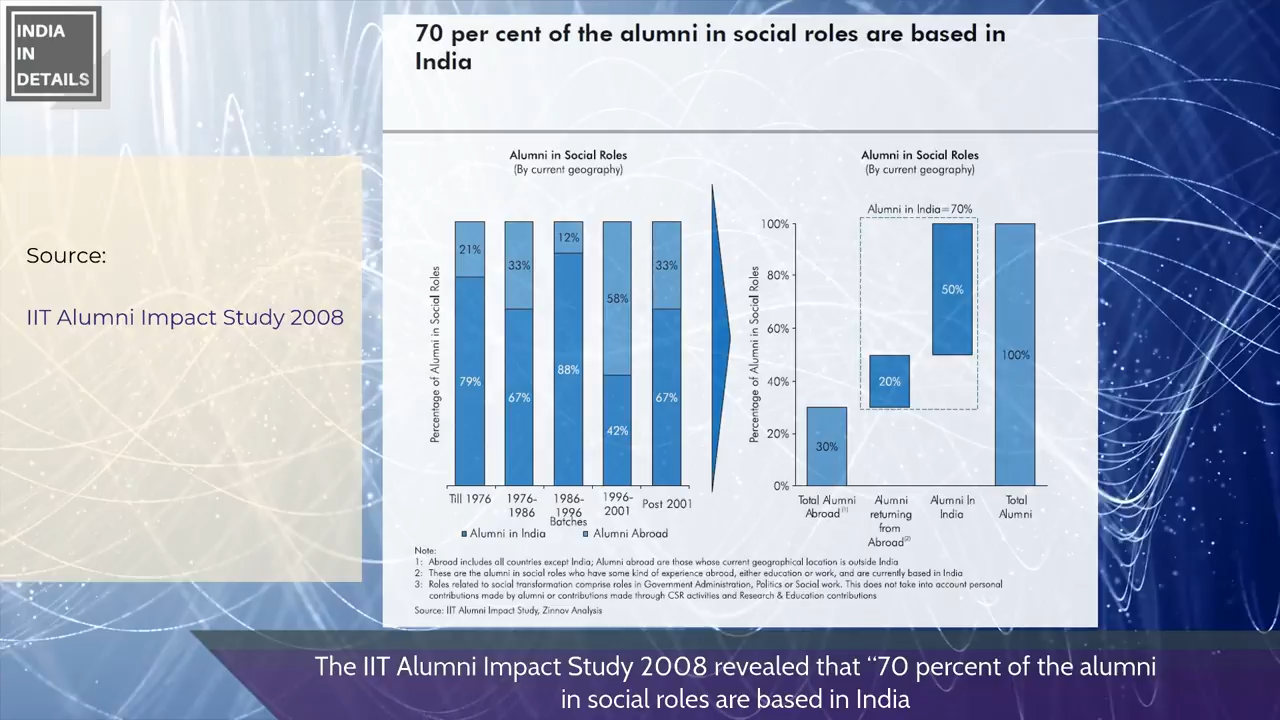 INDIA
IN
DETAILS
Source:
IIT Alumni Impact Study 2008
70 per cent of the alumni in social roles are based in
India
Alumni in Social Roles
(By current geography)
Percentage of Alumni in Social Roles
21%
33%
12%
58%
33%
79%
67%
88%
42%
67%
Till 1976
1976-
1986
1986-
1996
1996-
2001
Post 2001
Batches
Alumni in India
Alumni Abroad
Alumni in Social Roles
(By current geography)
Alumni in India=70%
Percentage of Alumni in Social Roles
100%
80%
60%
40%
20%
0%
30%
20%
50%
100%
Total Alumni
Abroad(1)
Alumni
returning
from
Abroad(2)
Alumni In
India
Total
Alumni
Note:
1: Abroad includes all countries except India; Alumni abroad are those whose current geographical location is outside India
2: These are the alumni in social roles who have some kind of experience abroad, either education or work, and are currently based in India
3: Roles related to social transformation comprise roles in Government Administration, Politics or Social work. This does not take into account personal
contributions made by alumni or contributions made through CSR activities and Research & Education contributions
Source: IIT Alumni Impact Study, Zinnov Analysis
The IIT Alumni Impact Study 2008 revealed that “70 percent of the alumni
in social roles are based in India